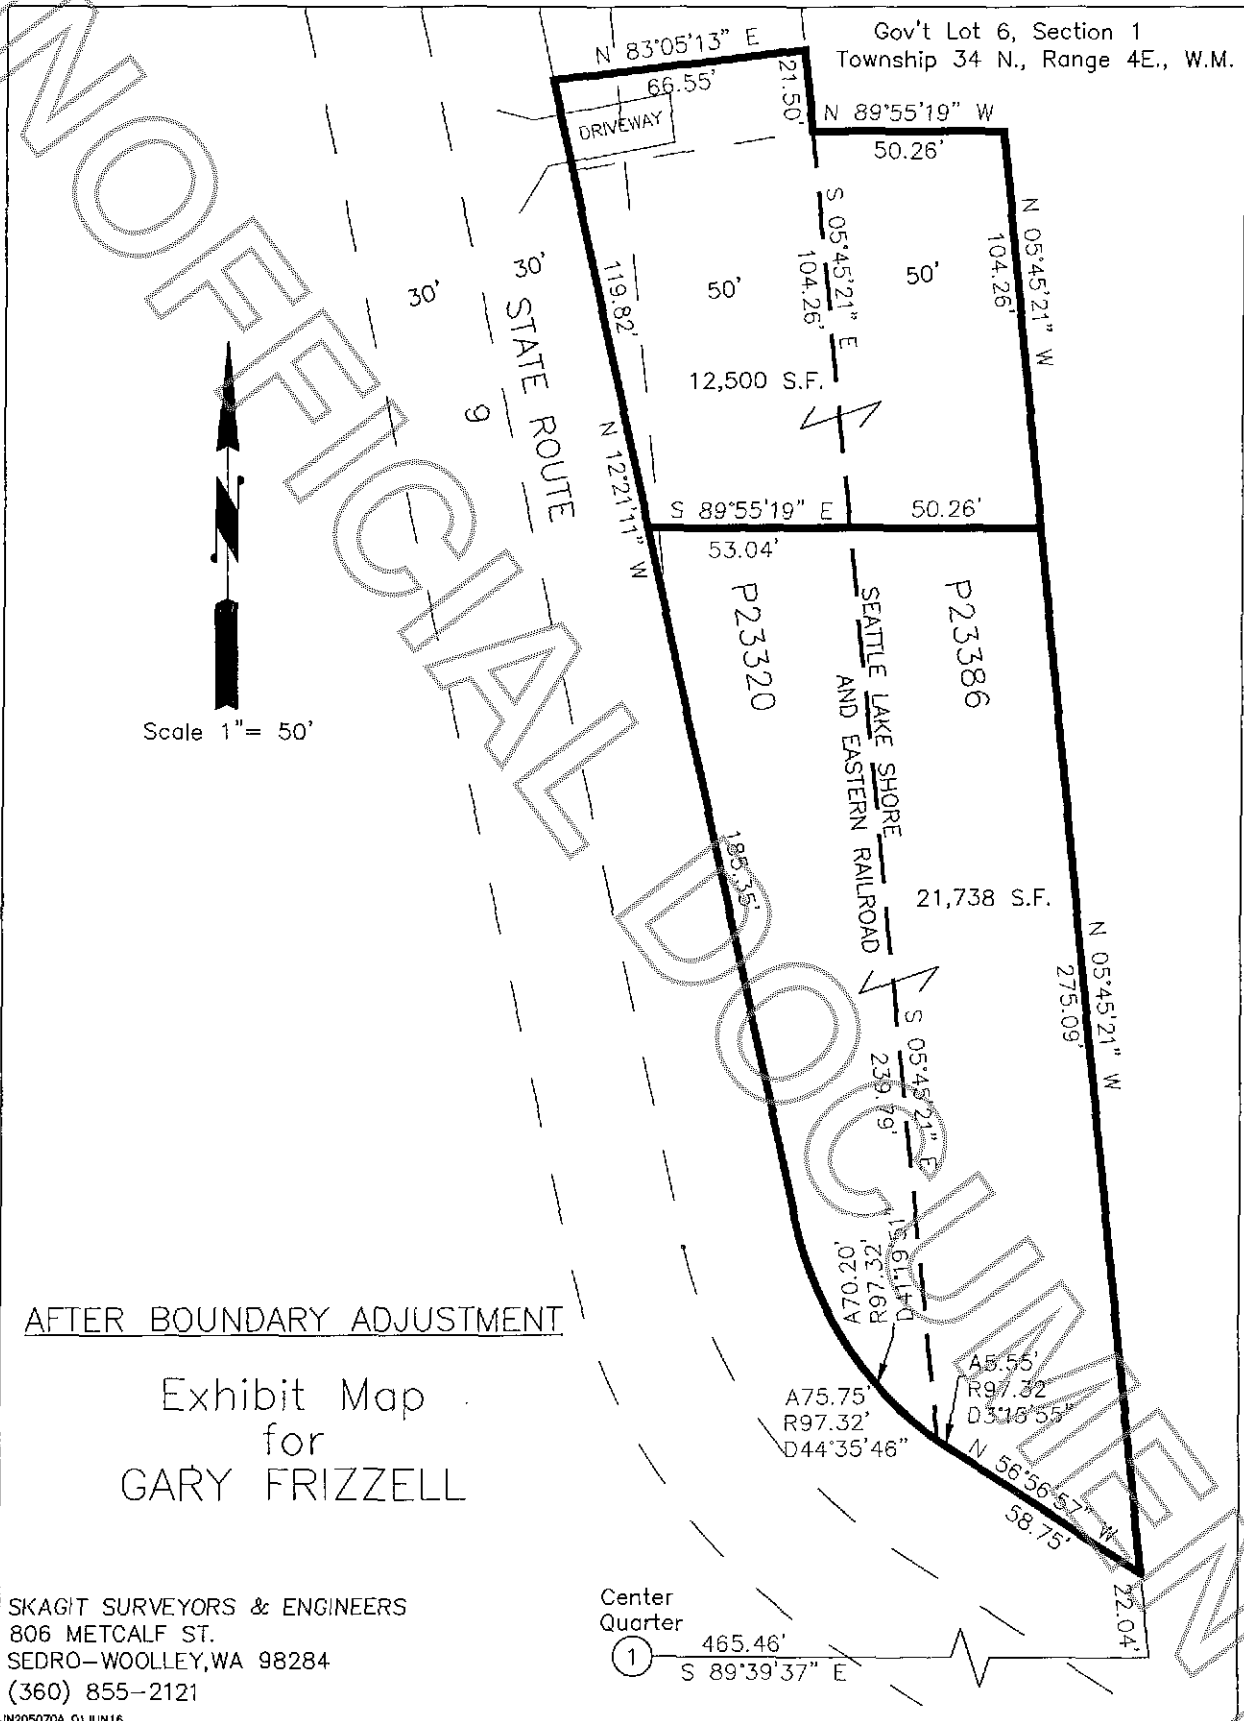 Gov't Lot 6, Section 1
Township 34 N., Range 4E., W.M.
N 83°05'13" E
66.55'
21.50'
N 89°55'19" W
50.26'
DRIVEWAY
S 05°45'21" E
104.26'
N 05°45'21" W
104.26'
30'
30'
STATE ROUTE
9
119.82'
50'
50'
12,500 S.F.
N 12°21'11" W
S 89°55'19" E
50.26'
53.04'
P23320
P23386
SEATTLE LAKE SHORE
AND EASTERN RAILROAD
Scale 1"= 50'
185.35'
21,738 S.F.
N 05°45'21" W
275.09'
S 05°45'21" E
239.79'
D41°19'51"
R97.32'
A70.20'
A75.75'
R97.32'
D44°35'46"
A5.55'
R97.32
D3°15'55"
N 56°56'57" W
58.75'
22.04'
AFTER BOUNDARY ADJUSTMENT
Exhibit Map
for
GARY FRIZZELL
SKAGIT SURVEYORS & ENGINEERS
806 METCALF ST.
SEDRO-WOOLLEY,WA 98284
(360) 855-2121
Center
Quarter
1
465.46'
S 89°39'37" E
UNOFFICIAL DOCUMENT